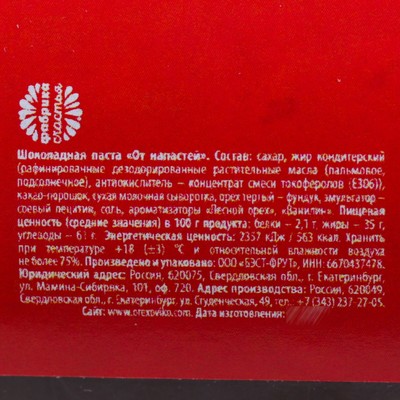 фабрика
счастья
Шоколадная паста «От напастей». Состав: сахар, жир кондитерский
(рафинированные дезодорированные растительные масла (пальмовое,
подсолнечное), антиокислитель – концентрат смеси токоферолов (Е306)),
какао-порошок, сухая молочная сыворотка, орех тёртый – фундук, эмульгатор –
соевый лецитин, соль, ароматизаторы «Лесной орех», «Ванилин». Пищевая
ценность (средние значения) в 100 г продукта: белки – 2,1 г, жиры – 35 г,
углеводы – 61 г. Энергетическая ценность: 2357 кДж / 563 ккал. Хранить
при температуре +18 (±3) °С и относительной влажности воздуха
не более 75%. Произведено и упаковано: ООО «БЭСТ-ФРУТ», ИНН: 6670437478.
Юридический адрес: Россия, 620075, Свердловская обл., г. Екатеринбург,
ул. Мамина-Сибиряка, 101, оф. 720. Адрес производства: Россия, 620049,
Свердловская обл., г. Екатеринбург, ул. Студенческая, 49, тел.: +7 (343) 237-27-05.
Сайт: www.orexoviko.com. Дата изготовления: